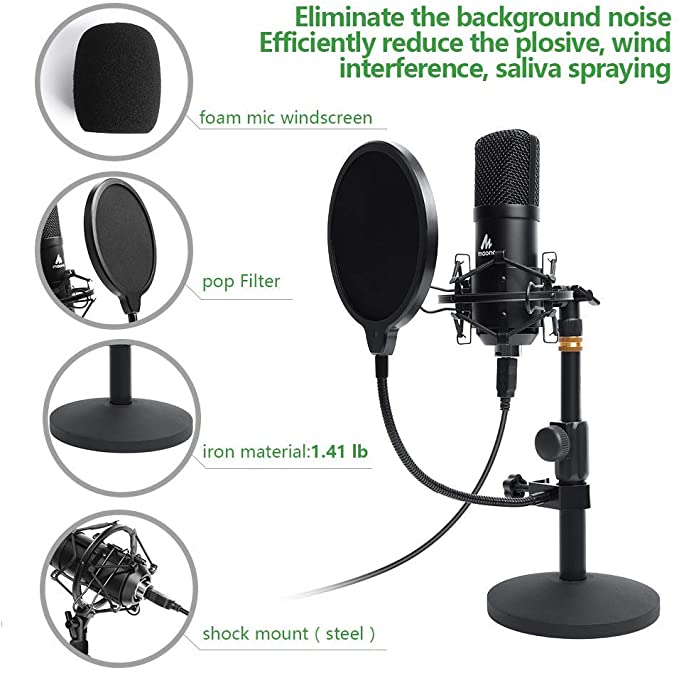 Eliminate the background noise
Efficiently reduce the plosive, wind
interference, saliva spraying
foam mic windscreen
pop Filter
iron material:1.41 lb
shock mount ( steel )